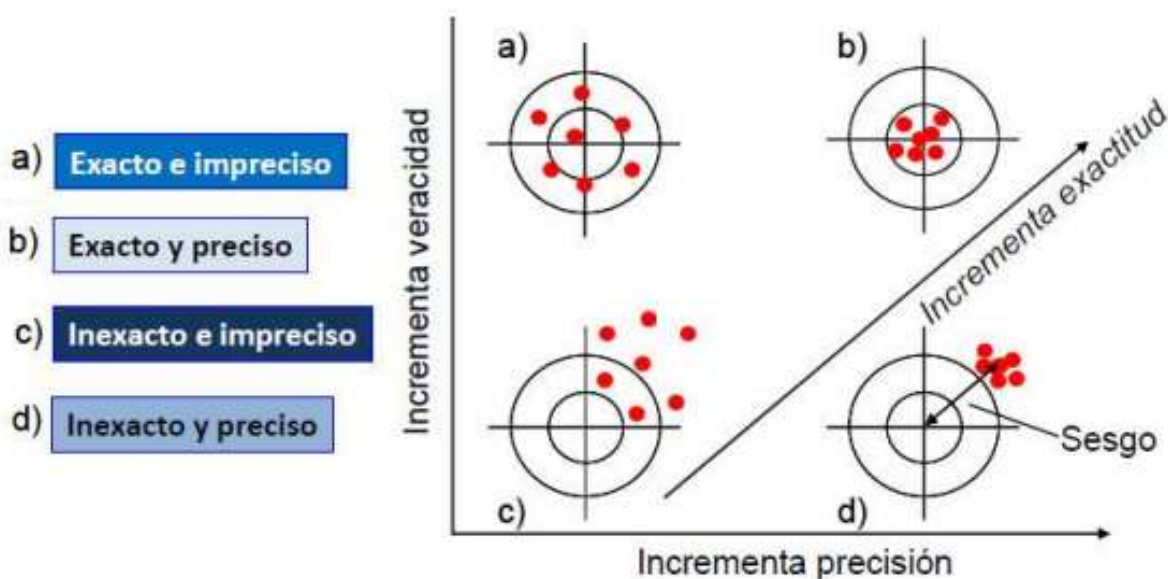 a) Exacto e impreciso
b) Exacto y preciso
c) Inexacto e impreciso
d) Inexacto y preciso
Incrementa veracidad
a)
b)
Incrementa exactitud
c)
d)
Sesgo
Incrementa precisión